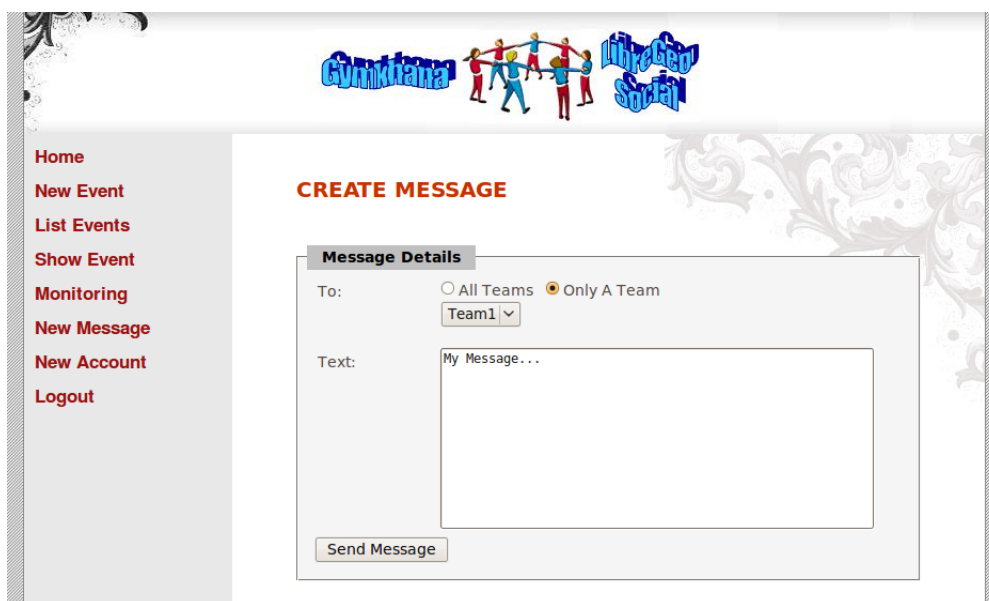 Gymkhana LibreGeo
Social
Home
New Event
List Events
Show Event
Monitoring
New Message
New Account
Logout
CREATE MESSAGE
Message Details
To: All Teams Only A Team
Team1
Text: My Message...
Send Message